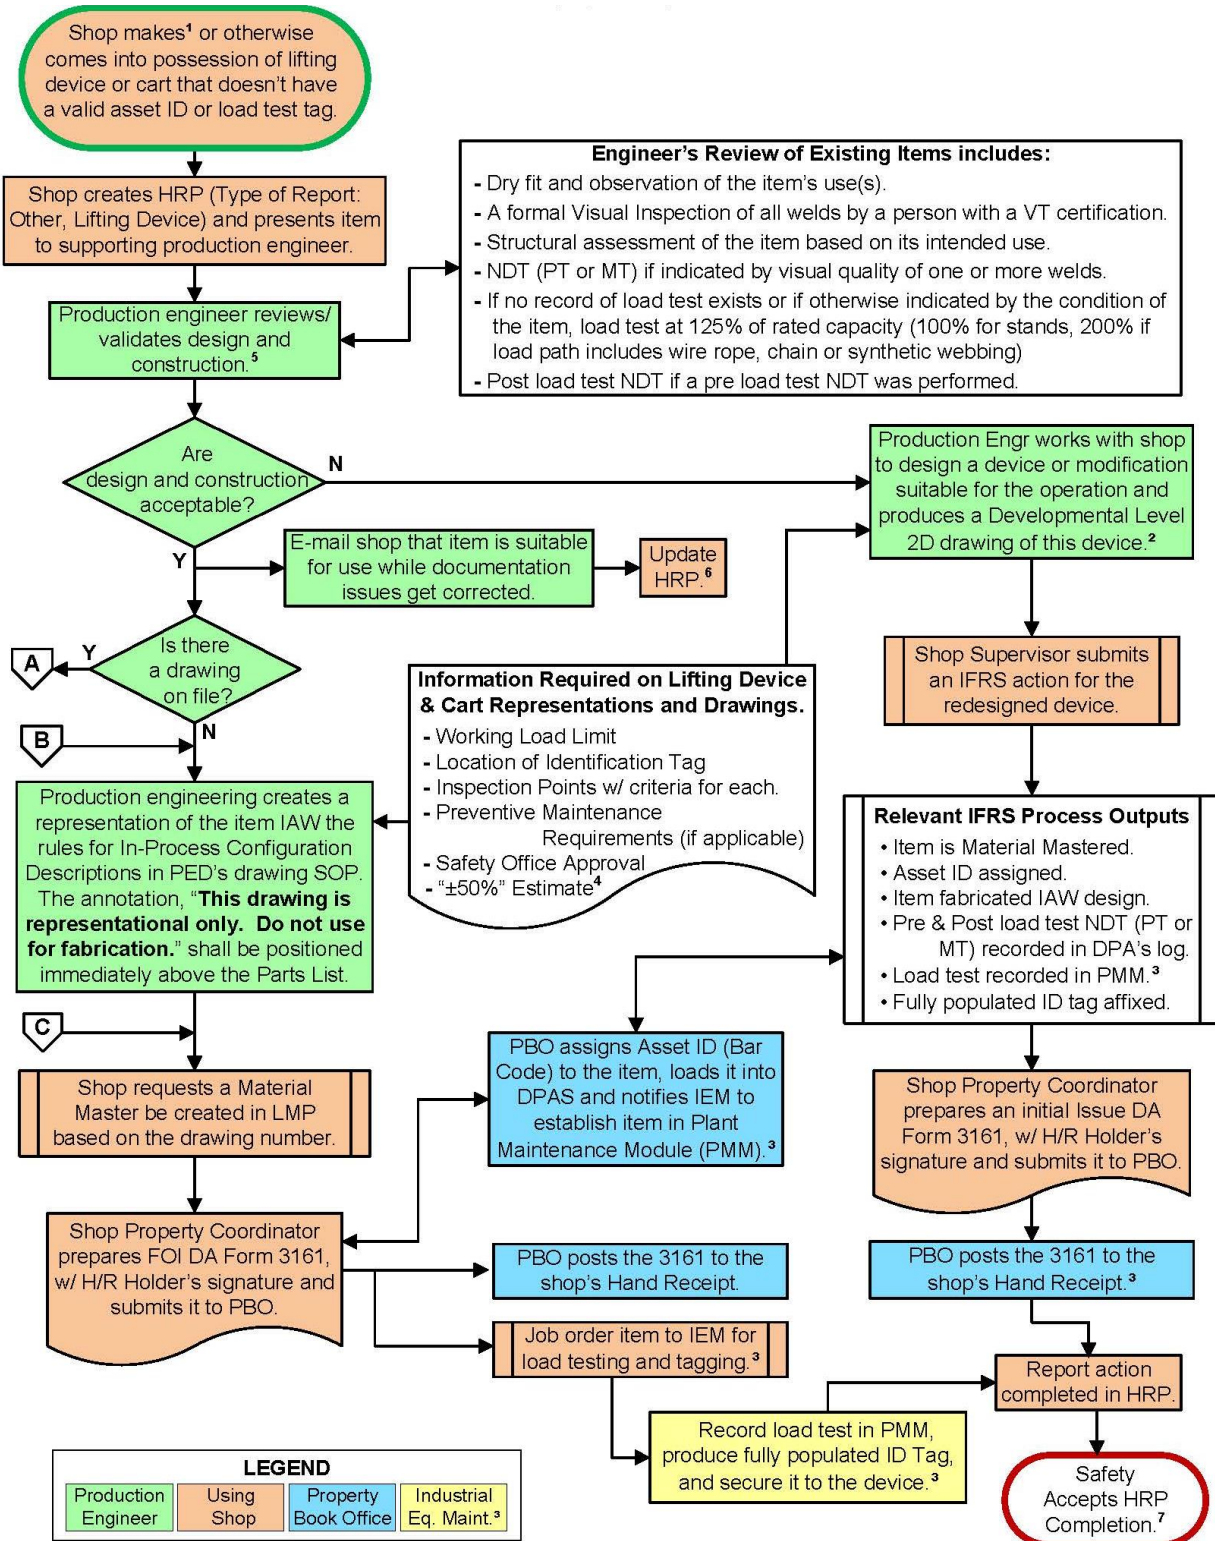 Shop makes¹ or otherwise
comes into possession of lifting
device or cart that doesn't have
a valid asset ID or load test tag.
Shop creates HRP (Type of Report:
Other, Lifting Device) and presents item
to supporting production engineer.
Engineer's Review of Existing Items includes:
- Dry fit and observation of the item's use(s).
- A formal Visual Inspection of all welds by a person with a VT certification.
- Structural assessment of the item based on its intended use.
- NDT (PT or MT) if indicated by visual quality of one or more welds.
- If no record of load test exists or if otherwise indicated by the condition of
the item, load test at 125% of rated capacity (100% for stands, 200% if
load path includes wire rope, chain or synthetic webbing)
- Post load test NDT if a pre load test NDT was performed.
Production engineer reviews/
validates design and
construction.⁵
Are
design and construction
acceptable?
N
Y
Production Engr works with shop
to design a device or modification
suitable for the operation and
produces a Developmental Level
2D drawing of this device.²
E-mail shop that item is suitable
for use while documentation
issues get corrected.
Update
HRP.⁶
Is there
a drawing
on file?
Y
A
N
B
Shop Supervisor submits
an IFRS action for the
redesigned device.
Information Required on Lifting Device
& Cart Representations and Drawings.
- Working Load Limit
- Location of Identification Tag
- Inspection Points w/ criteria for each.
- Preventive Maintenance
Requirements (if applicable)
- Safety Office Approval
- "±50%" Estimate⁴
Production engineering creates a
representation of the item IAW the
rules for In-Process Configuration
Descriptions in PED's drawing SOP.
The annotation, "This drawing is
representational only. Do not use
for fabrication." shall be positioned
immediately above the Parts List.
Relevant IFRS Process Outputs
• Item is Material Mastered.
• Asset ID assigned.
• Item fabricated IAW design.
• Pre & Post load test NDT (PT or
MT) recorded in DPA's log.
• Load test recorded in PMM.³
• Fully populated ID tag affixed.
C
Shop requests a Material
Master be created in LMP
based on the drawing number.
PBO assigns Asset ID (Bar
Code) to the item, loads it into
DPAS and notifies IEM to
establish item in Plant
Maintenance Module (PMM).³
Shop Property Coordinator
prepares an initial Issue DA
Form 3161, w/ H/R Holder's
signature and submits it to PBO.
Shop Property Coordinator
prepares FOI DA Form 3161,
w/ H/R Holder's signature and
submits it to PBO.
PBO posts the 3161 to the
shop's Hand Receipt.
PBO posts the 3161 to the
shop's Hand Receipt.³
Job order item to IEM for
load testing and tagging.³
Report action
completed in HRP.
Record load test in PMM,
produce fully populated ID Tag,
and secure it to the device.³
Safety
Accepts HRP
Completion.⁷
LEGEND
Production
Engineer
Using
Shop
Property
Book Office
Industrial
Eq. Maint.³